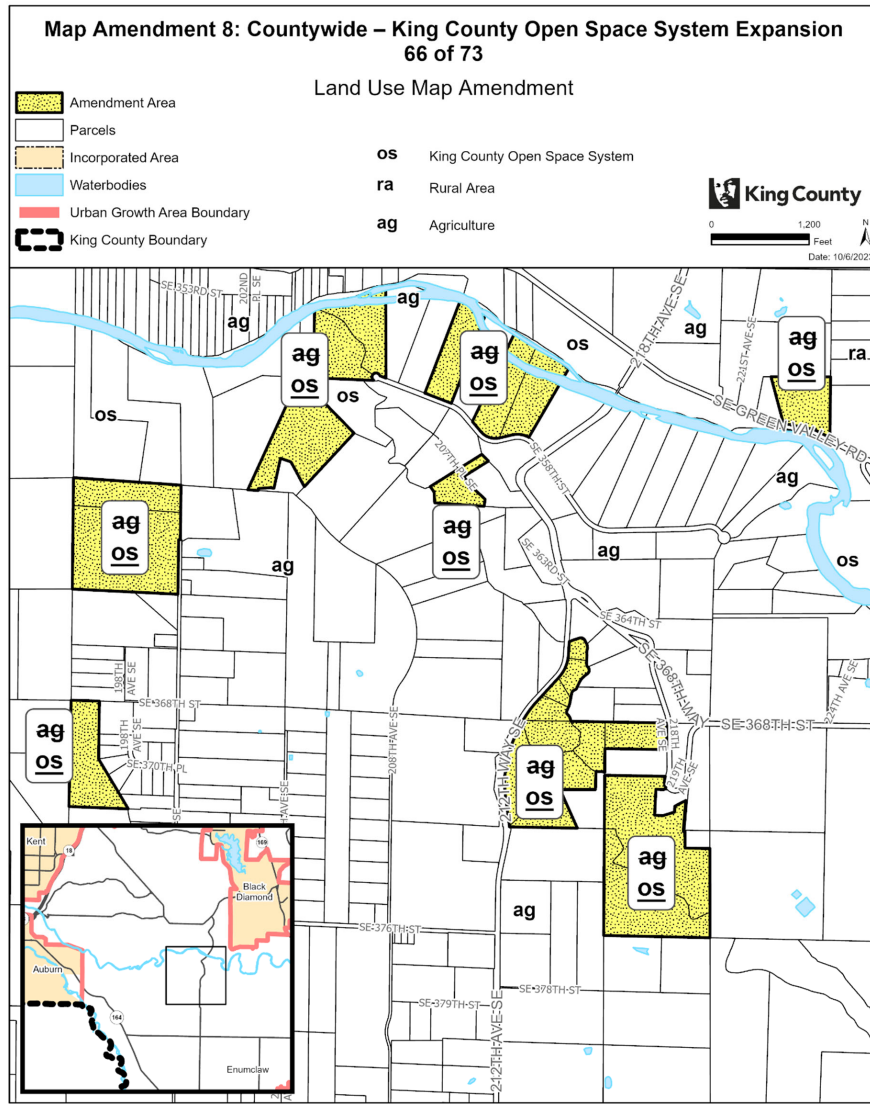 Map Amendment 8: Countywide – King County Open Space System Expansion
66 of 73
Land Use Map Amendment
Amendment Area
Parcels
Incorporated Area
Waterbodies
Urban Growth Area Boundary
King County Boundary
os King County Open Space System
ra Rural Area
ag Agriculture
King County
0 1,200
Feet
N
Date: 10/6/2023
SE 353RD ST
202ND
PL SE
ag
ag
os
218TH AVE SE
ag
221ST AVE SE
ra
ag
os
os
ag
os
ag
os
SE GREEN VALLEY RD
os
207TH PL SE
SE 358TH ST
ag
ag
os
ag
os
ag
SE 363RD ST
ag
os
SE 364TH ST
SE 368TH WAY
198TH
AVE SE
SE 368TH ST
198TH
AVE SE
SE 370TH PL
ag
os
208TH AVE SE
212TH WAY SE
218TH
AVE SE
SE 368TH ST
224TH AVE SE
219TH
AVE SE
ag
os
ag
os
ag
SE 376TH ST
SE 378TH ST
SE 379TH ST
212TH AVE SE
Kent
18
169
Black
Diamond
Auburn
164
Enumclaw